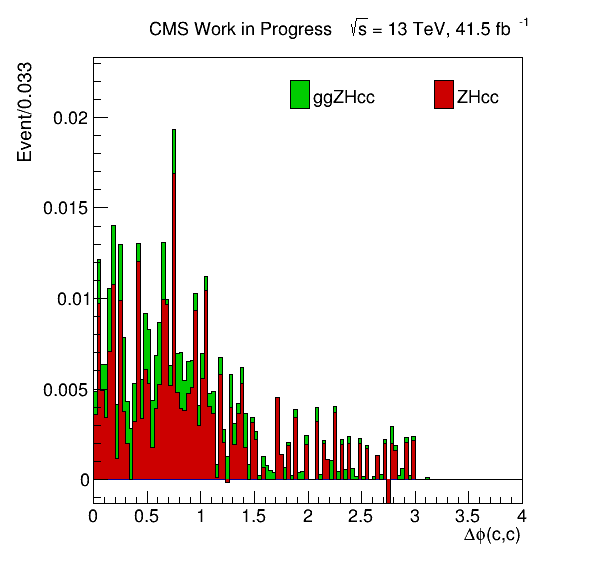 CMS Work in Progress √s = 13 TeV, 41.5 fb -1
ggZHcc ZHcc
Event/0.033
0.02
0.015
0.01
0.005
0
0 0.5 1 1.5 2 2.5 3 3.5 4
Δϕ(c,c)